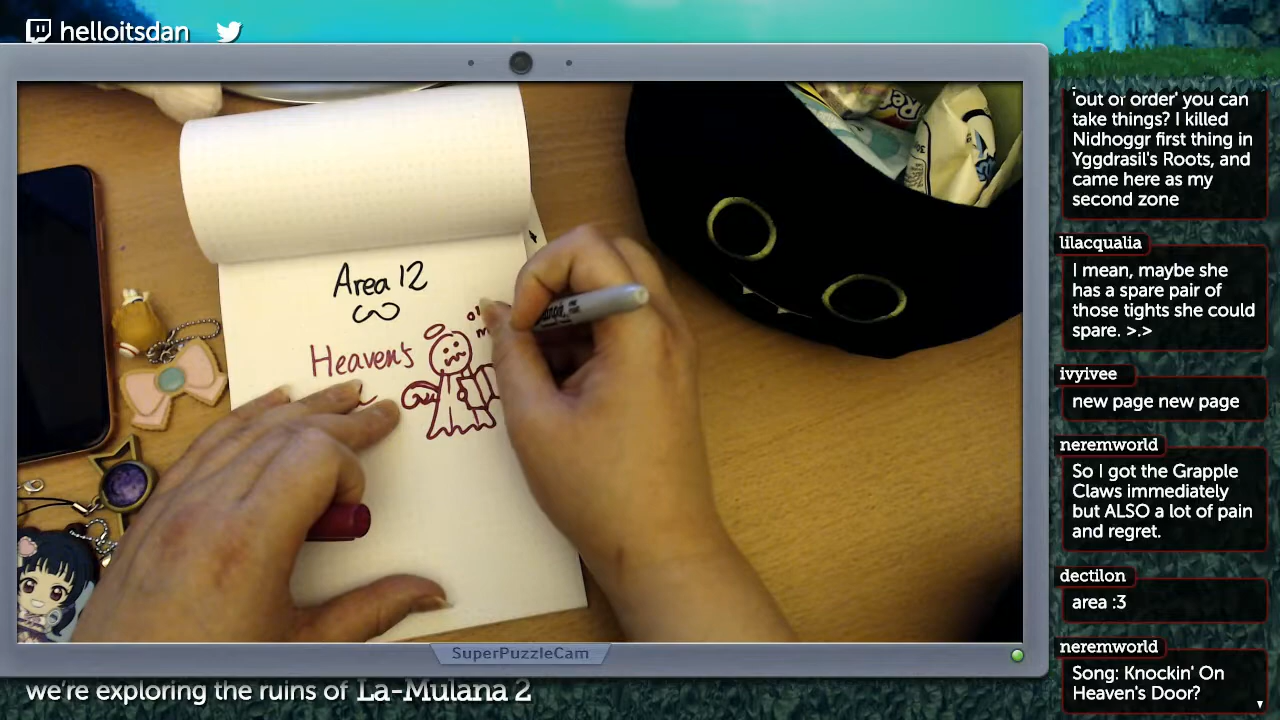 helloitsdan
Area 12
Heaven's
SuperPuzzleCam
we're exploring the ruins of La-Mulana 2
'out of order' you can
take things? I killed
Nidhoggr first thing in
Yggdrasil's Roots, and
came here as my
second zone
lilacqualia
I mean, maybe she
has a spare pair of
those tights she could
spare. >.>
ivyivee
new page new page
neremworld
So I got the Grapple
Claws immediately
but ALSO a lot of pain
and regret.
dectilon
area :3
neremworld
Song: Knockin' On
Heaven's Door?